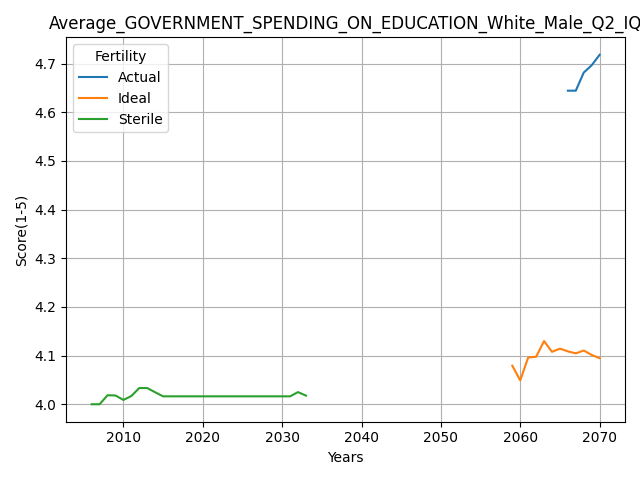 Average_GOVERNMENT_SPENDING_ON_EDUCATION_White_Male_Q2_IQ
Fertility
Actual
Ideal
Sterile
4.7
4.6
4.5
4.4
4.3
4.2
4.1
4.0
Score(1-5)
2010 2020 2030 2040 2050 2060 2070
Years